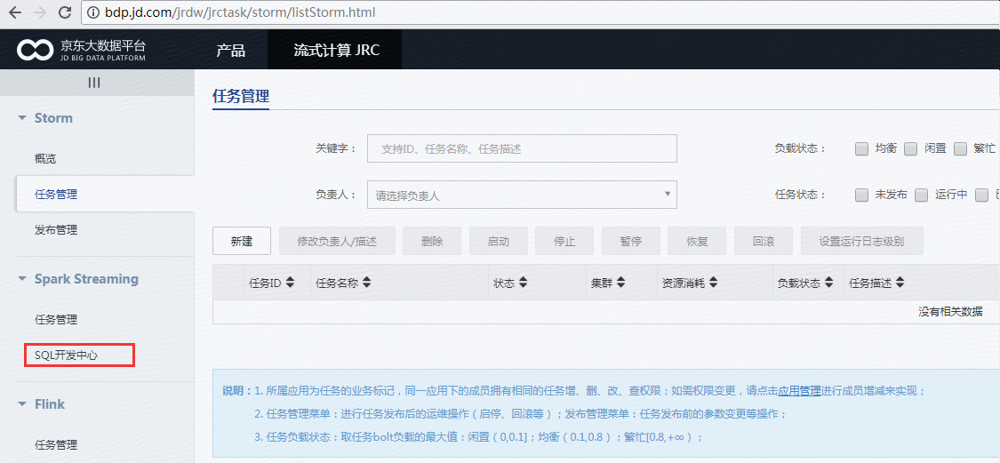 bdp.jd.com/jrdw/jrctask/storm/listStorm.html
京东大数据平台
JD BIG DATA PLATFORM
产品
流式计算 JRC
Storm
概览
任务管理
发布管理
Spark Streaming
任务管理
SQL开发中心
Flink
任务管理
任务管理
关键字： 支持ID、任务名称、任务描述 负载状态： 均衡 闲置 繁忙
负责人： 请选择负责人 任务状态： 未发布 运行中
新建 修改负责人/描述 删除 启动 停止 暂停 恢复 回滚 设置运行日志级别
任务ID 任务名称 状态 集群 资源消耗 负载状态 任务描述
没有相关数据
说明：1. 所属应用为任务的业务标记，同一应用下的成员拥有相同的任务增、删、改、查权限；如需权限变更，请点击应用管理进行成员增减来实现；
2. 任务管理菜单：进行任务发布后的运维操作（启停、回滚等）；发布管理菜单：任务发布前的参数变更等操作；
3. 任务负载状态：取任务bolt负载的最大值：闲置（0,0.1]；均衡（0.1,0.8）；繁忙[0.8,+∞）；